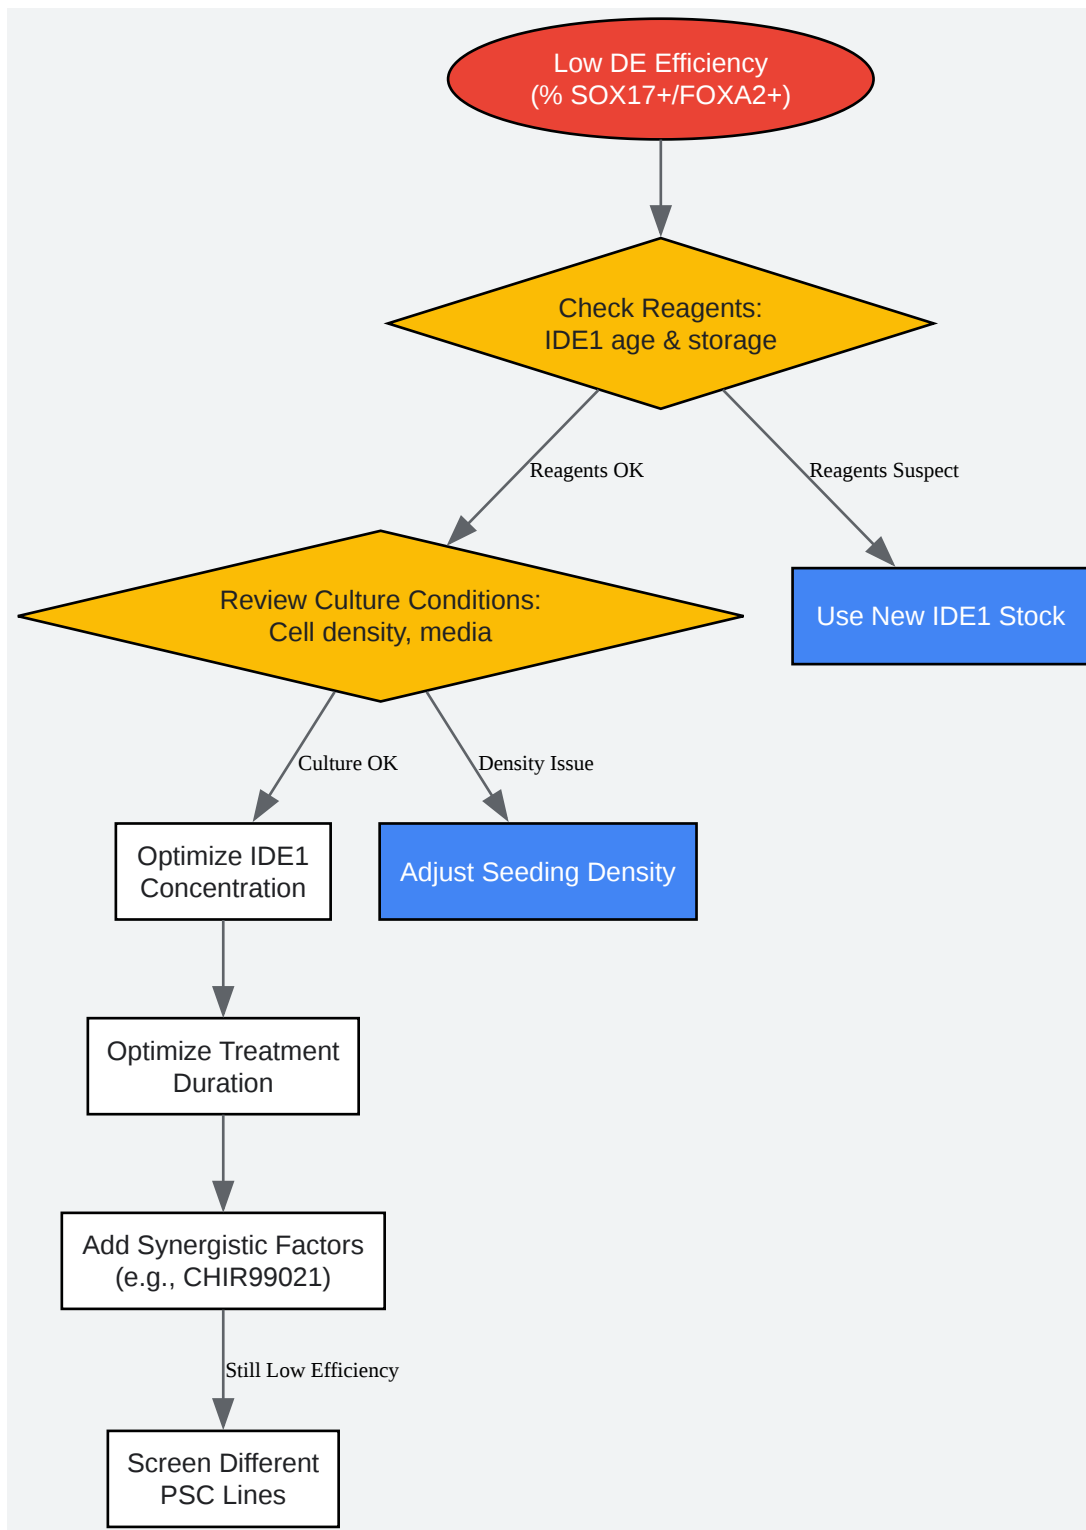 Low DE Efficiency
(% SOX17+/FOXA2+)
Check Reagents:
IDE1 age & storage
Reagents OK
Reagents Suspect
Review Culture Conditions:
Cell density, media
Use New IDE1 Stock
Culture OK
Density Issue
Optimize IDE1
Concentration
Adjust Seeding Density
Optimize Treatment
Duration
Add Synergistic Factors
(e.g., CHIR99021)
Still Low Efficiency
Screen Different
PSC Lines